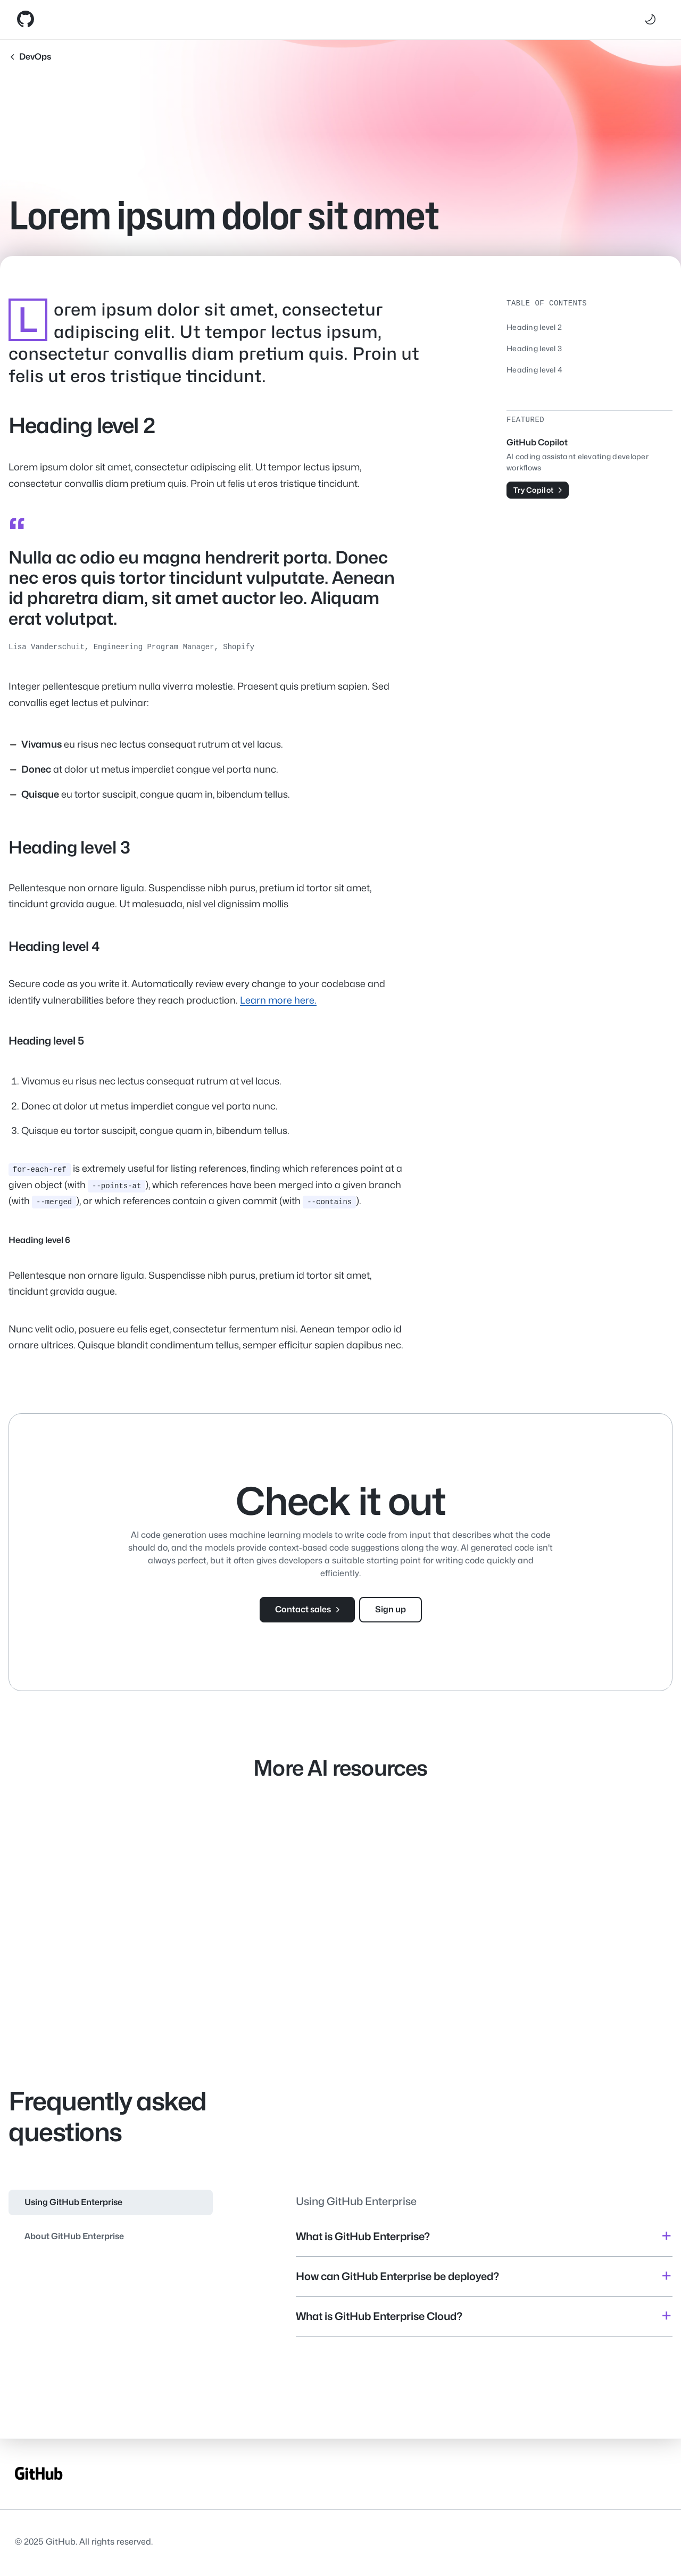 DevOps
Lorem ipsum dolor sit amet
Lorem ipsum dolor sit amet, consectetur
adipiscing elit. Ut tempor lectus ipsum,
consectetur convallis diam pretium quis. Proin ut
felis ut eros tristique tincidunt.
TABLE OF CONTENTS
Heading level 2
Heading level 3
Heading level 4
FEATURED
GitHub Copilot
AI coding assistant elevating developer
workflows
Try Copilot
Heading level 2
Lorem ipsum dolor sit amet, consectetur adipiscing elit. Ut tempor lectus ipsum,
consectetur convallis diam pretium quis. Proin ut felis ut eros tristique tincidunt.
“
Nulla ac odio eu magna hendrerit porta. Donec
nec eros quis tortor tincidunt vulputate. Aenean
id pharetra diam, sit amet auctor leo. Aliquam
erat volutpat.
Lisa Vanderschuit, Engineering Program Manager, Shopify
Integer pellentesque pretium nulla viverra molestie. Praesent quis pretium sapien. Sed
convallis eget lectus et pulvinar:
— Vivamus eu risus nec lectus consequat rutrum at vel lacus.
— Donec at dolor ut metus imperdiet congue vel porta nunc.
— Quisque eu tortor suscipit, congue quam in, bibendum tellus.
Heading level 3
Pellentesque non ornare ligula. Suspendisse nibh purus, pretium id tortor sit amet,
tincidunt gravida augue. Ut malesuada, nisl vel dignissim mollis
Heading level 4
Secure code as you write it. Automatically review every change to your codebase and
identify vulnerabilities before they reach production. Learn more here.
Heading level 5
1. Vivamus eu risus nec lectus consequat rutrum at vel lacus.
2. Donec at dolor ut metus imperdiet congue vel porta nunc.
3. Quisque eu tortor suscipit, congue quam in, bibendum tellus.
for-each-ref is extremely useful for listing references, finding which references point at a
given object (with --points-at ), which references have been merged into a given branch
(with --merged ), or which references contain a given commit (with --contains ).
Heading level 6
Pellentesque non ornare ligula. Suspendisse nibh purus, pretium id tortor sit amet,
tincidunt gravida augue.
Nunc velit odio, posuere eu felis eget, consectetur fermentum nisi. Aenean tempor odio id
ornare ultrices. Quisque blandit condimentum tellus, semper efficitur sapien dapibus nec.
Check it out
AI code generation uses machine learning models to write code from input that describes what the code
should do, and the models provide context-based code suggestions along the way. AI generated code isn't
always perfect, but it often gives developers a suitable starting point for writing code quickly and
efficiently.
Contact sales
Sign up
More AI resources
Frequently asked
questions
Using GitHub Enterprise
About GitHub Enterprise
Using GitHub Enterprise
What is GitHub Enterprise?
How can GitHub Enterprise be deployed?
What is GitHub Enterprise Cloud?
GitHub
© 2025 GitHub. All rights reserved.